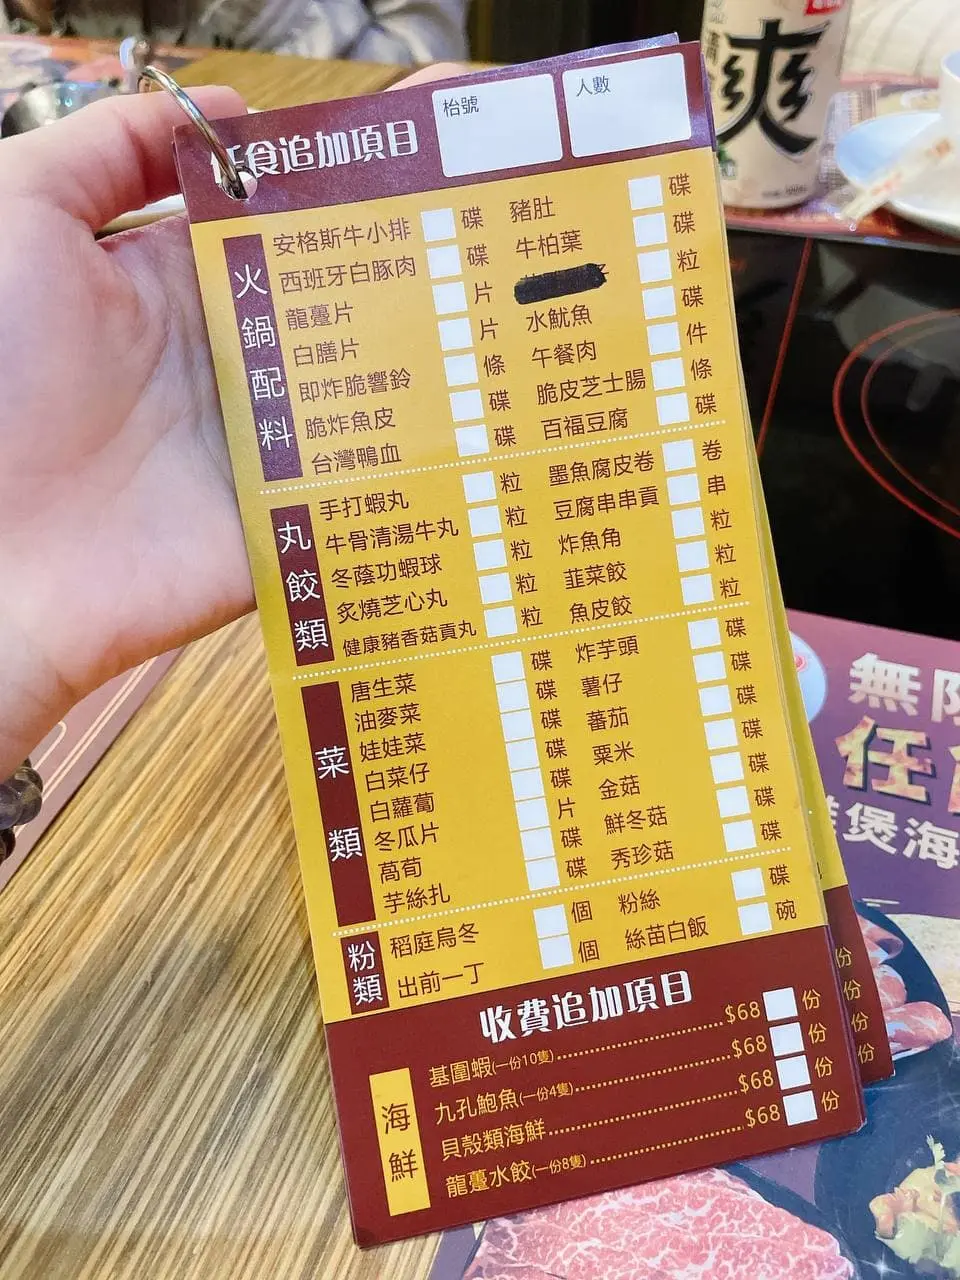 任食追加項目
枱號
人數
火鍋配料
安格斯牛小排 碟
西班牙白豚肉 碟
龍躉片 片
白膳片 片
即炸脆響鈴 條
脆炸魚皮 碟
台灣鴨血 碟
豬肚 碟
牛柏葉 碟
粒
水魷魚 碟
午餐肉 件
脆皮芝士腸 條
百福豆腐 碟
丸餃類
手打蝦丸 粒
牛骨清湯牛丸 粒
冬蔭功蝦球 粒
炙燒芝心丸 粒
健康豬香菇貢丸 粒
墨魚腐皮卷 卷
豆腐串串貢 串
炸魚角 粒
韮菜餃 粒
魚皮餃 粒
菜類
唐生菜 碟
油麥菜 碟
娃娃菜 碟
白菜仔 碟
白蘿蔔 碟
冬瓜片 片
萵荀 碟
芋絲扎 碟
炸芋頭 碟
薯仔 碟
蕃茄 碟
粟米 碟
金菇 碟
鮮冬菇 碟
秀珍菇 碟
粉類
稻庭烏冬 個
出前一丁 個
粉絲 碟
絲苗白飯 碗
收費追加項目
海鮮
基圍蝦(一份10隻) $68 份
九孔鮑魚(一份4隻) $68 份
貝殼類海鮮 $68 份
龍躉水餃(一份8隻) $68 份
份
份
份
爽
無限
任食
煲海